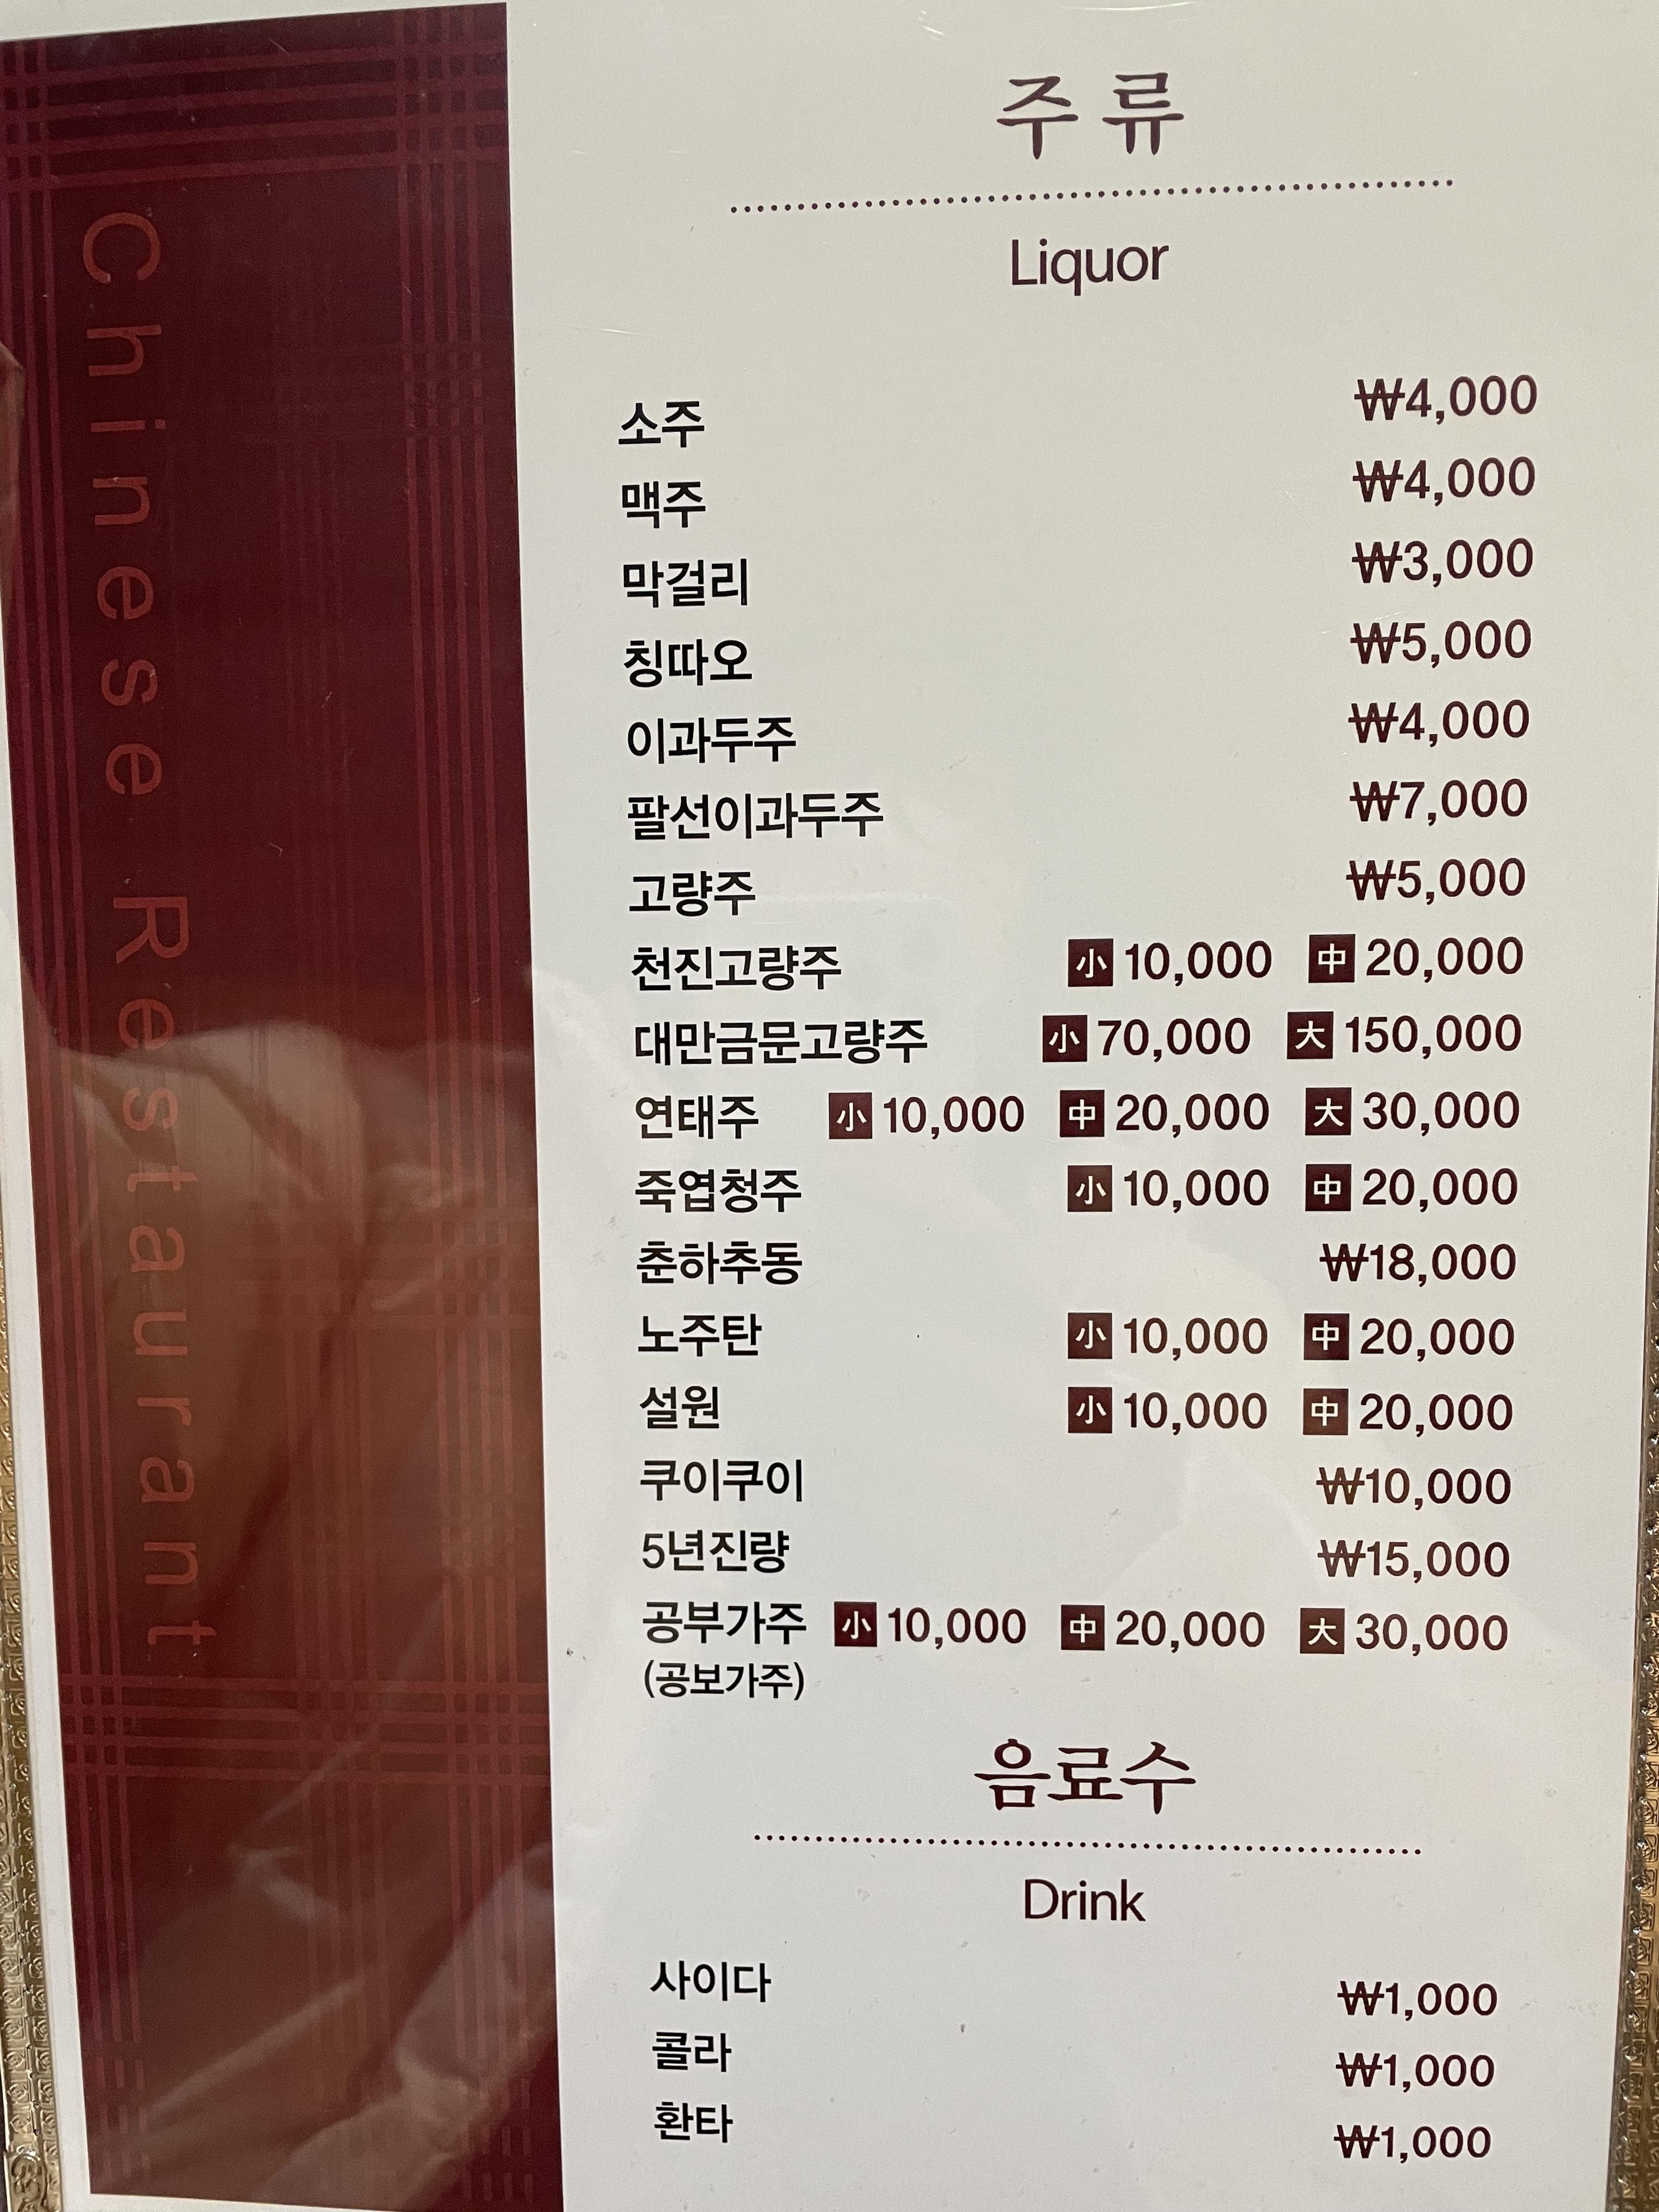 Chinese Restaurant
주류
Liquor
소주 ₩4,000
맥주 ₩4,000
막걸리 ₩3,000
칭따오 ₩5,000
이과두주 ₩4,000
팔선이과두주 ₩7,000
고량주 ₩5,000
천진고량주 小 10,000 中 20,000
대만금문고량주 小 70,000 大 150,000
연태주 小 10,000 中 20,000 大 30,000
죽엽청주 小 10,000 中 20,000
춘하추동 ₩18,000
노주탄 小 10,000 中 20,000
설원 小 10,000 中 20,000
쿠이쿠이 ₩10,000
5년진량 ₩15,000
공부가주 小 10,000 中 20,000 大 30,000
(공보가주)
음료수
Drink
사이다 ₩1,000
콜라 ₩1,000
환타 ₩1,000